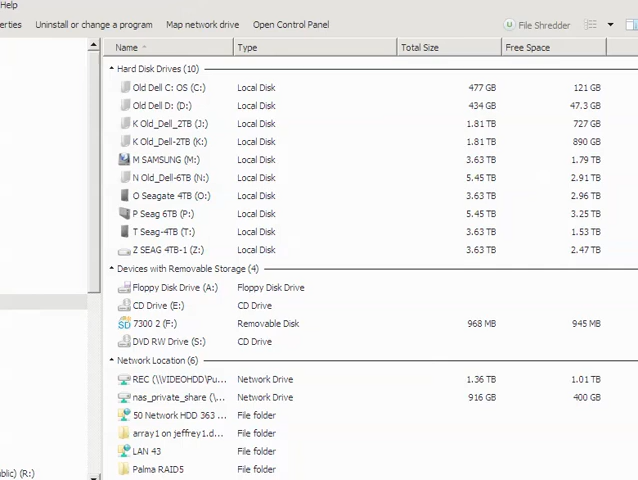 Help
erties Uninstall or change a program Map network drive Open Control Panel File Shredder
Name Type Total Size Free Space
Hard Disk Drives (10)
Old Dell C: OS (C:) Local Disk 477 GB 121 GB
Old Dell D: (D:) Local Disk 434 GB 47.3 GB
K Old_Dell_2TB (J:) Local Disk 1.81 TB 727 GB
K Old_Dell-2TB (K:) Local Disk 1.81 TB 890 GB
M SAMSUNG (M:) Local Disk 3.63 TB 1.79 TB
N Old_Dell-6TB (N:) Local Disk 5.45 TB 2.91 TB
O Seagate 4TB (O:) Local Disk 3.63 TB 2.96 TB
P Seag 6TB (P:) Local Disk 5.45 TB 3.25 TB
T Seag-4TB (T:) Local Disk 3.63 TB 1.53 TB
Z SEAG 4TB-1 (Z:) Local Disk 3.63 TB 2.47 TB
Devices with Removable Storage (4)
Floppy Disk Drive (A:) Floppy Disk Drive
CD Drive (E:) CD Drive
SD 7300 2 (F:) Removable Disk 968 MB 945 MB
DVD RW Drive (S:) CD Drive
Network Location (6)
REC (\\VIDEOHDD\Pu... Network Drive 1.36 TB 1.01 TB
nas_private_share (\... Network Drive 916 GB 400 GB
50 Network HDD 363 ... File folder
array1 on jeffrey1.d... File folder
LAN 43 File folder
Palma RAID5 File folder
blic) (R:)